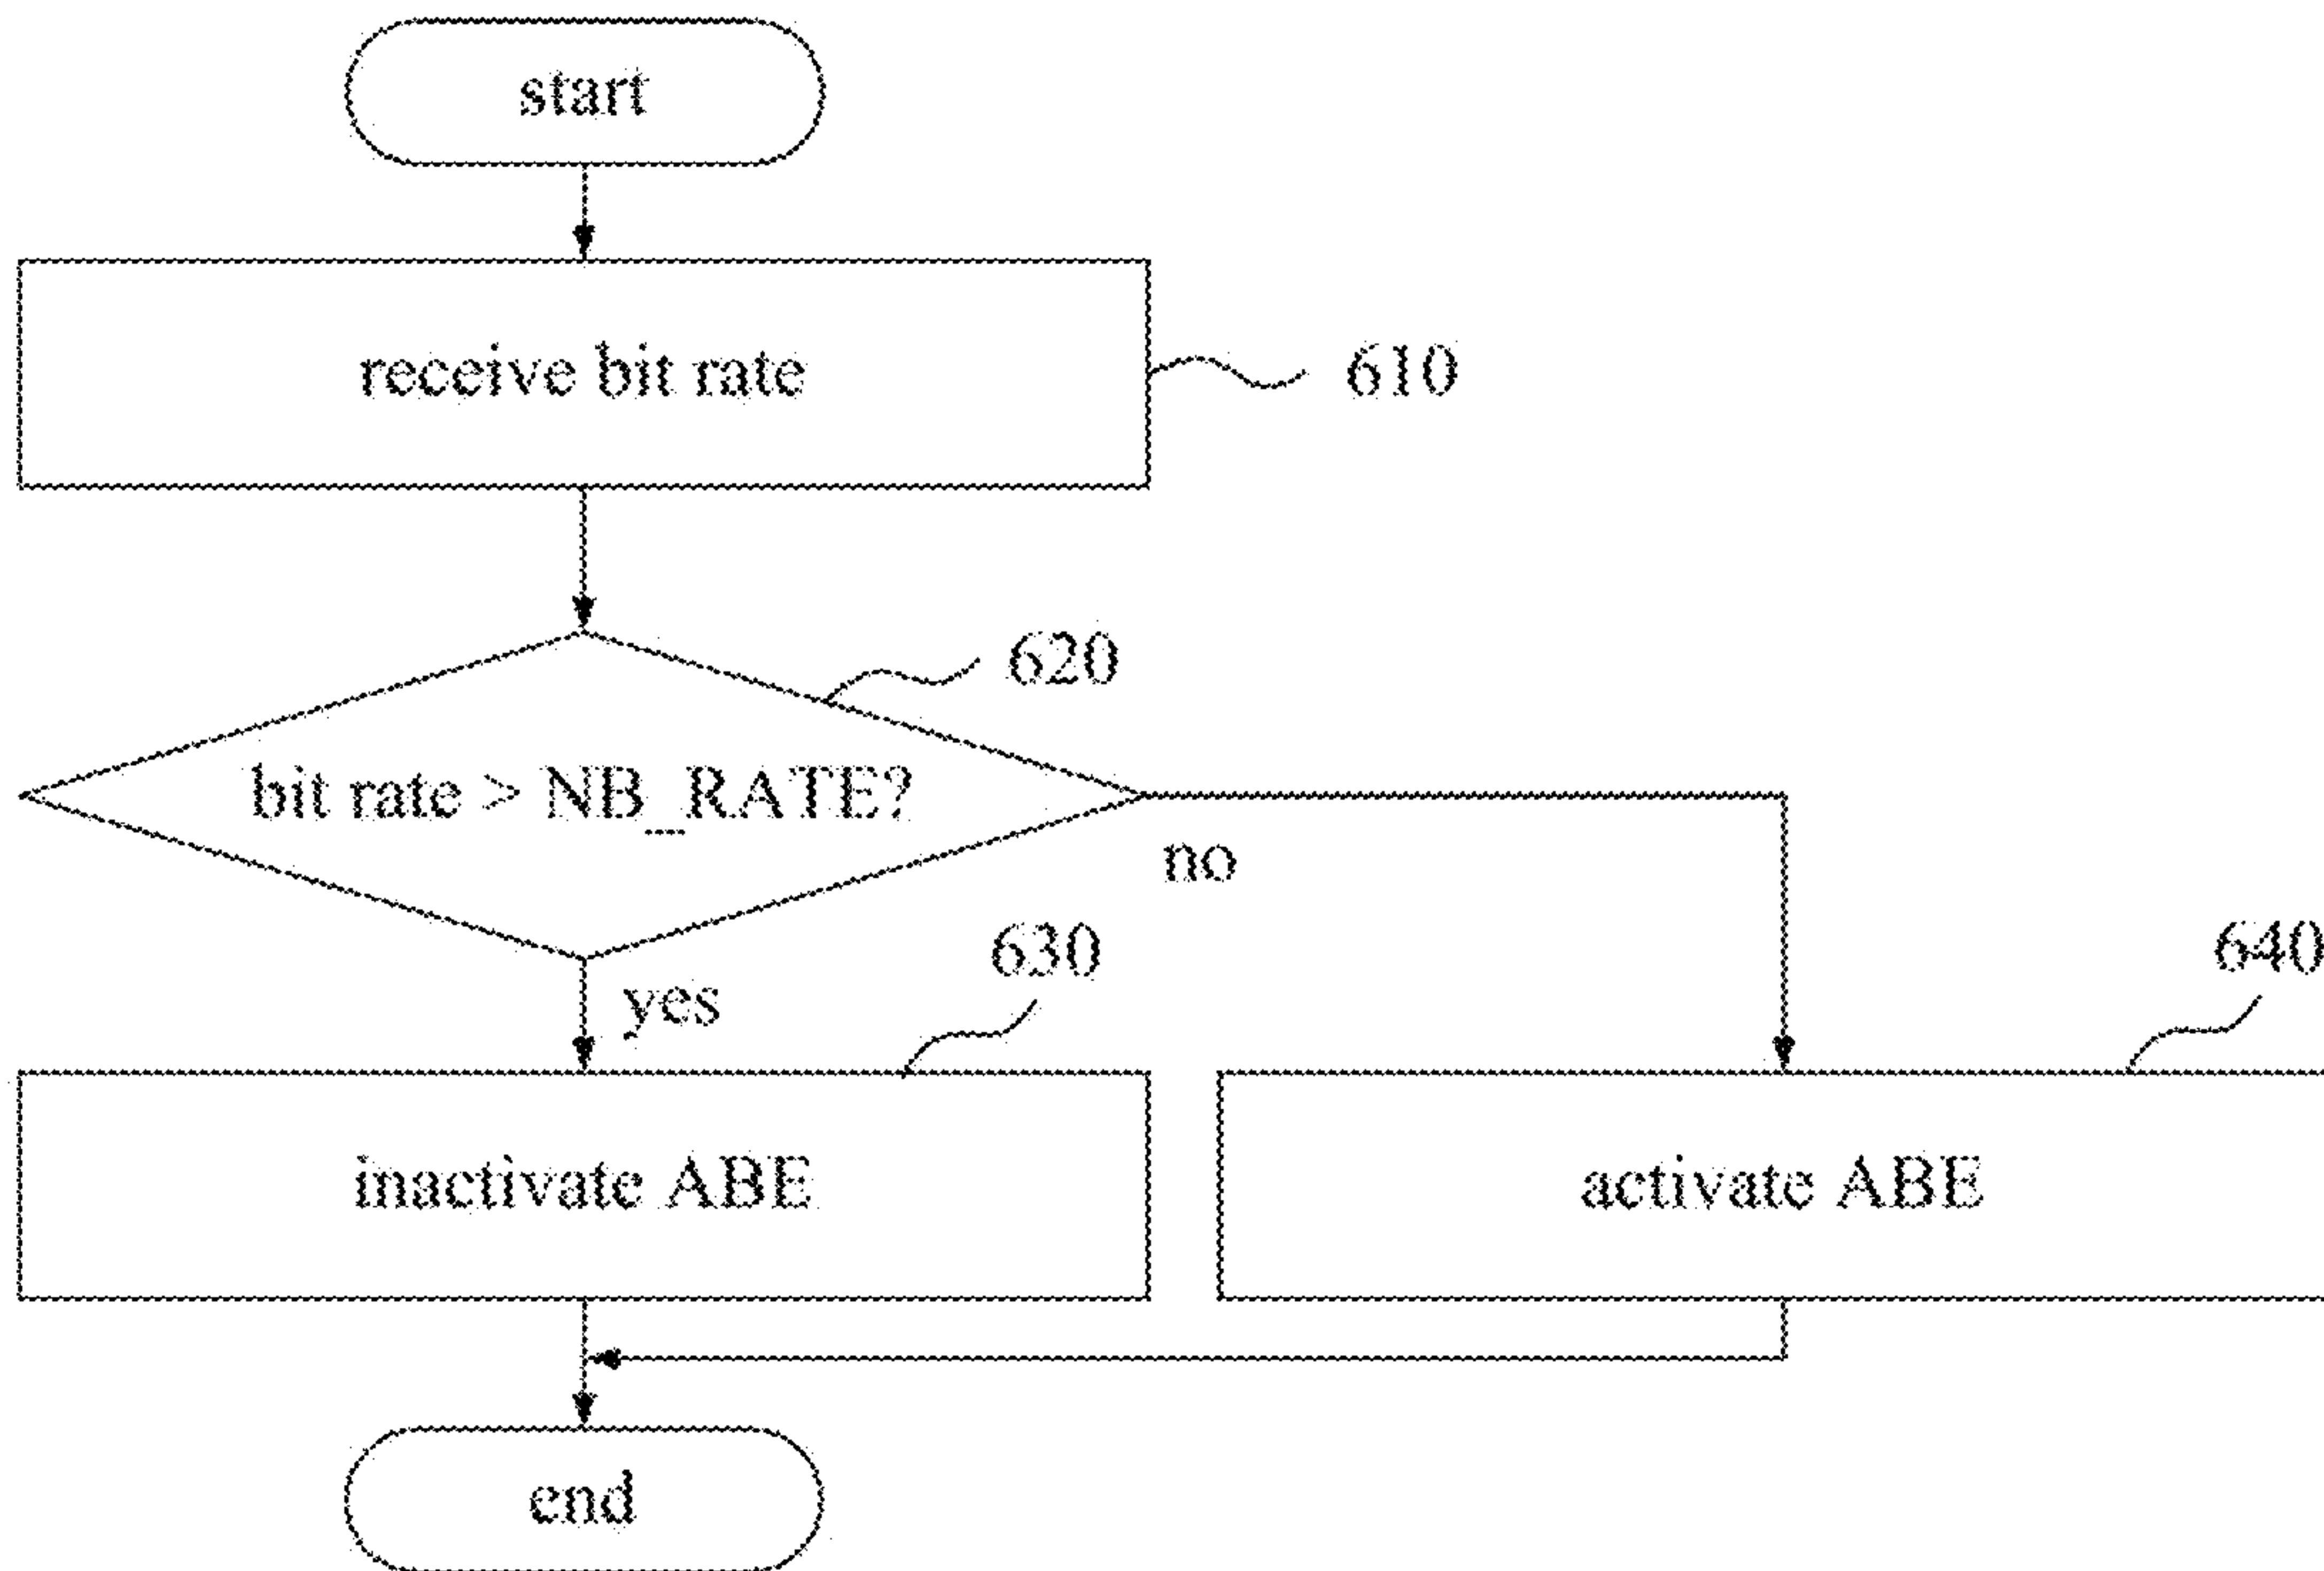 start
receive bit rate
610
620
bit rate > NB_RATE?
no
630
640
yes
inactivate ABE
activate ABE
end